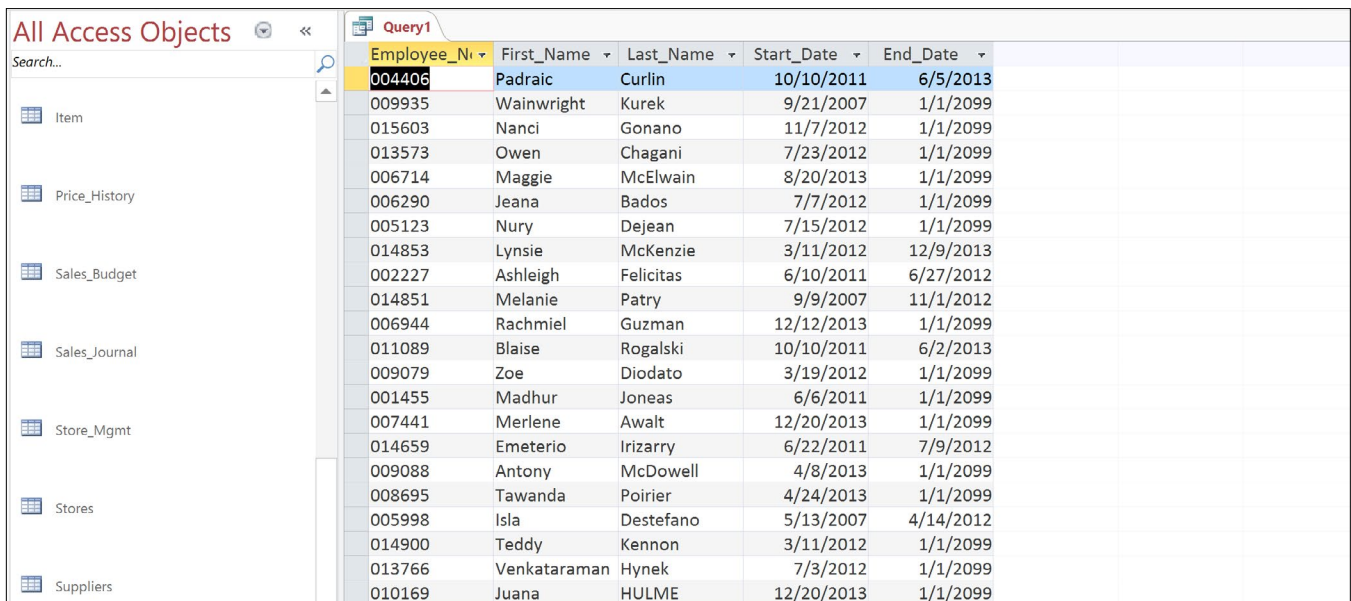 All Access Objects
Search...
Item
Price_History
Sales_Budget
Sales_Journal
Store_Mgmt
Stores
Suppliers
Query1
Employee_N First_Name Last_Name Start_Date End_Date
004406 Padraic Curlin 10/10/2011 6/5/2013
009935 Wainwright Kurek 9/21/2007 1/1/2099
015603 Nanci Gonano 11/7/2012 1/1/2099
013573 Owen Chagani 7/23/2012 1/1/2099
006714 Maggie McElwain 8/20/2013 1/1/2099
006290 Jeana Bados 7/7/2012 1/1/2099
005123 Nury Dejean 7/15/2012 1/1/2099
014853 Lynsie McKenzie 3/11/2012 12/9/2013
002227 Ashleigh Felicitas 6/10/2011 6/27/2012
014851 Melanie Patry 9/9/2007 11/1/2012
006944 Rachmiel Guzman 12/12/2013 1/1/2099
011089 Blaise Rogalski 10/10/2011 6/2/2013
009079 Zoe Diodato 3/19/2012 1/1/2099
001455 Madhur Joneas 6/6/2011 1/1/2099
007441 Merlene Awalt 12/20/2013 1/1/2099
014659 Emeterio Irizarry 6/22/2011 7/9/2012
009088 Antony McDowell 4/8/2013 1/1/2099
008695 Tawanda Poirier 4/24/2013 1/1/2099
005998 Isla Destefano 5/13/2007 4/14/2012
014900 Teddy Kennon 3/11/2012 1/1/2099
013766 Venkataraman Hynek 7/3/2012 1/1/2099
010169 Juana HULME 12/20/2013 1/1/2099